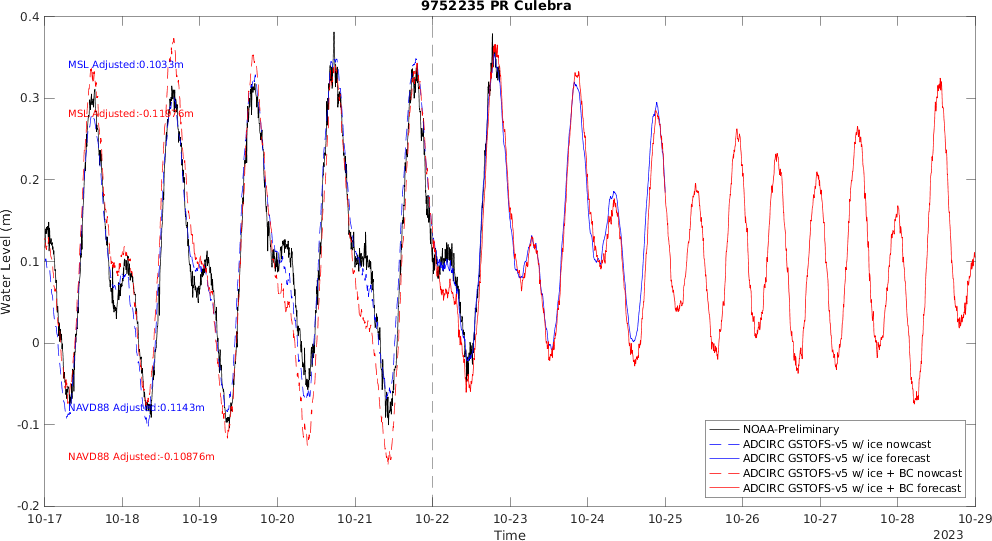 9752235 PR Culebra
0.4
0.3
0.2
0.1
0
-0.1
-0.2
Water Level (m)
MSL Adjusted:0.1033m
MSL Adjusted:-0.11976m
NAVD88 Adjusted:0.1143m
NAVD88 Adjusted:-0.10876m
NOAA-Preliminary
ADCIRC GSTOFS-v5 w/ ice nowcast
ADCIRC GSTOFS-v5 w/ ice forecast
ADCIRC GSTOFS-v5 w/ ice + BC nowcast
ADCIRC GSTOFS-v5 w/ ice + BC forecast
10-17 10-18 10-19 10-20 10-21 10-22 10-23 10-24 10-25 10-26 10-27 10-28 10-29
Time
2023